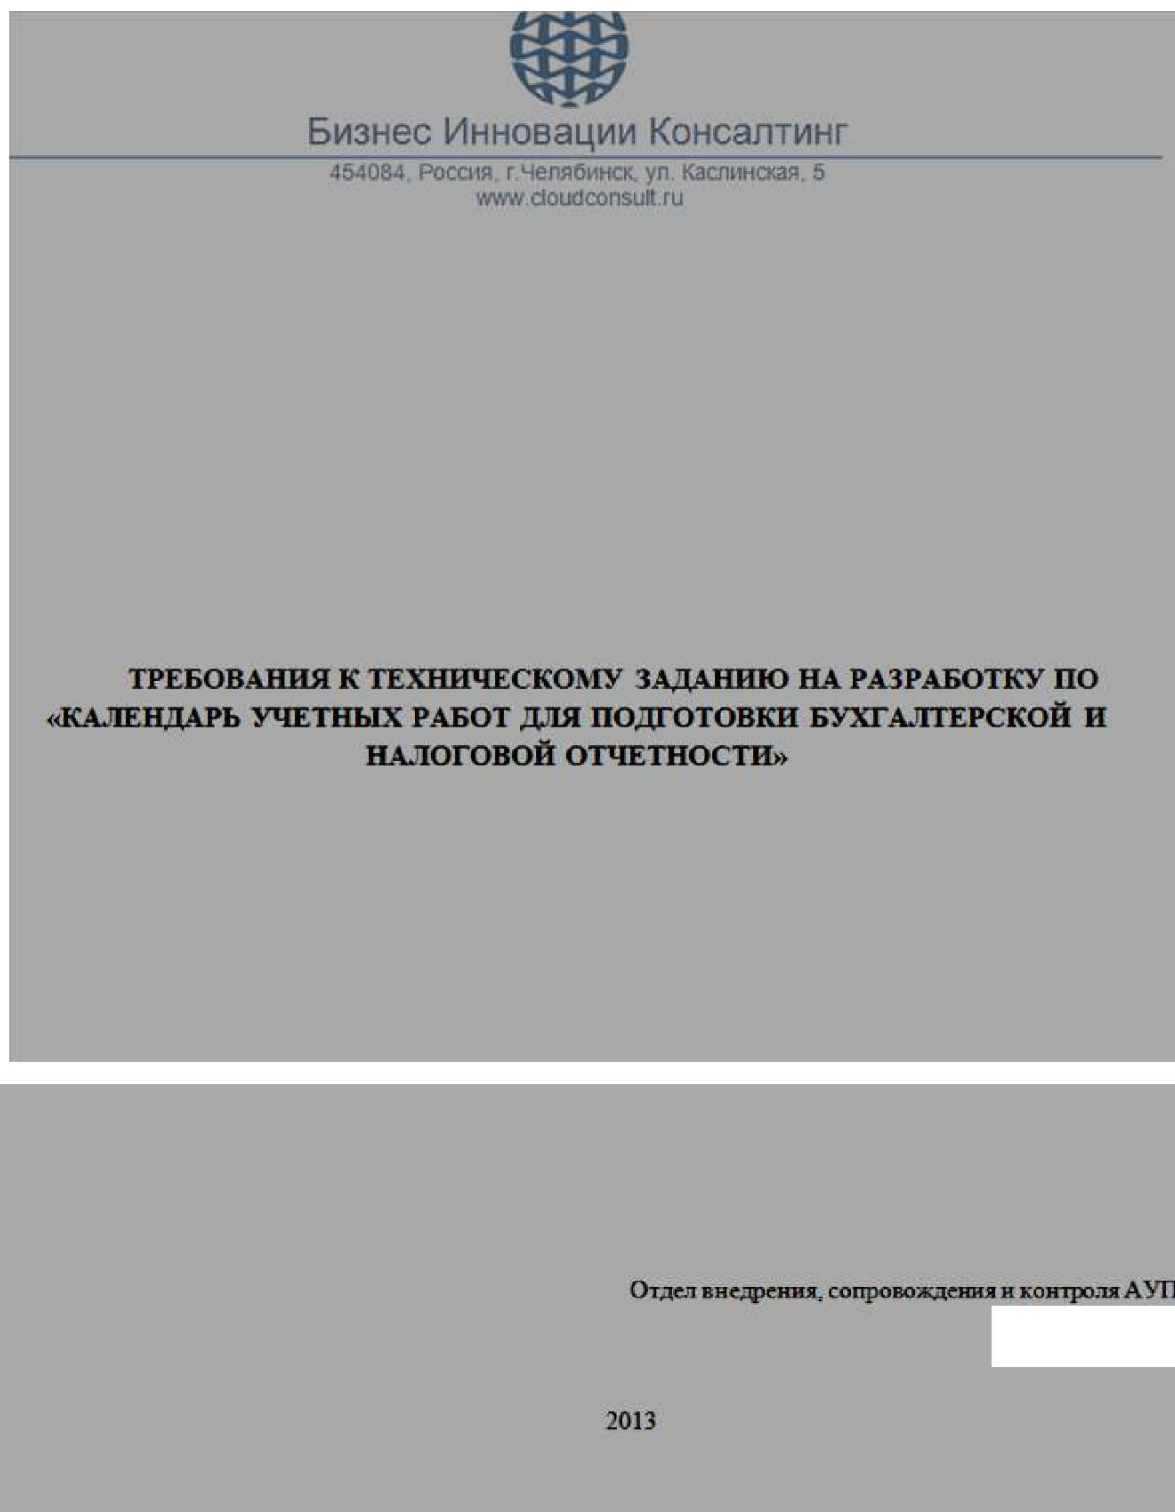 Бизнес Инновации Консалтинг
454084, Россия, г.Челябинск, ул. Каслинская, 5
www.cloudconsult.ru
ТРЕБОВАНИЯ К ТЕХНИЧЕСКОМУ ЗАДАНИЮ НА РАЗРАБОТКУ ПО
«КАЛЕНДАРЬ УЧЕТНЫХ РАБОТ ДЛЯ ПОДГОТОВКИ БУХГАЛТЕРСКОЙ И
НАЛОГОВОЙ ОТЧЕТНОСТИ»
Отдел внедрения, сопровождения и контроля АУП
2013